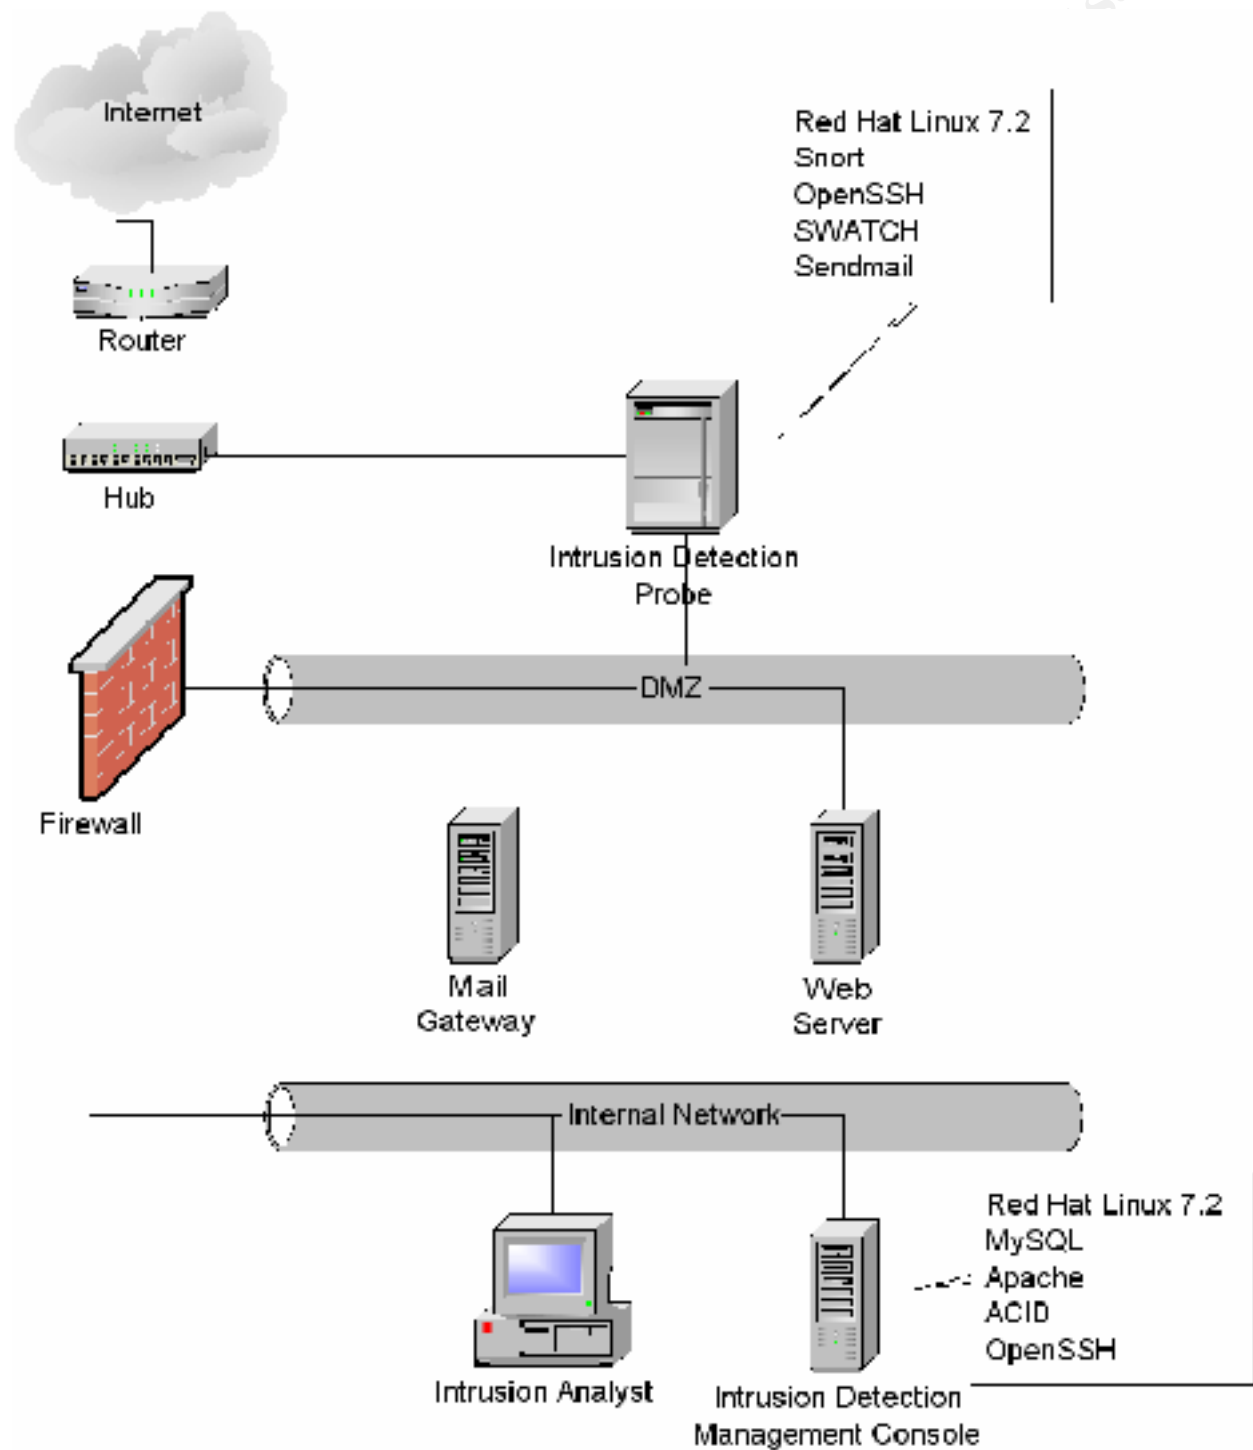 Internet
Red Hat Linux 7.2
Snort
OpenSSH
SWATCH
Sendmail
Router
Hub
Intrusion Detection
Probe
DMZ
Firewall
Mail
Gateway
Web
Server
Internal Network
Red Hat Linux 7.2
MySQL
Apache
ACID
OpenSSH
Intrusion Analyst
Intrusion Detection
Management Console